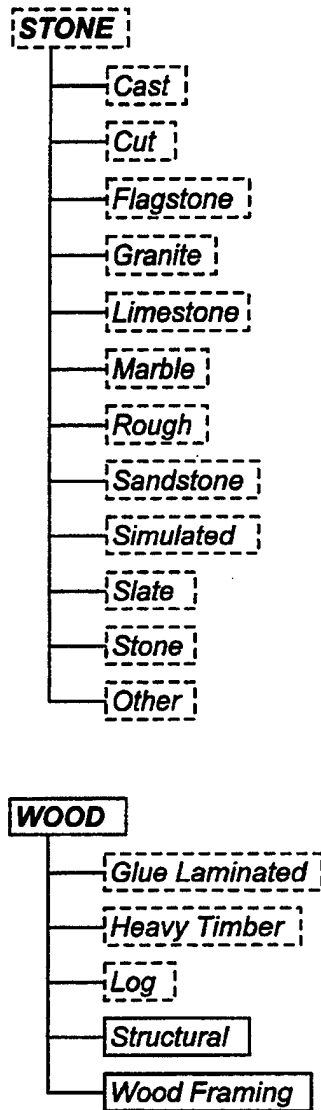 STONE
Cast
Cut
Flagstone
Granite
Limestone
Marble
Rough
Sandstone
Simulated
Slate
Stone
Other
WOOD
Glue Laminated
Heavy Timber
Log
Structural
Wood Framing